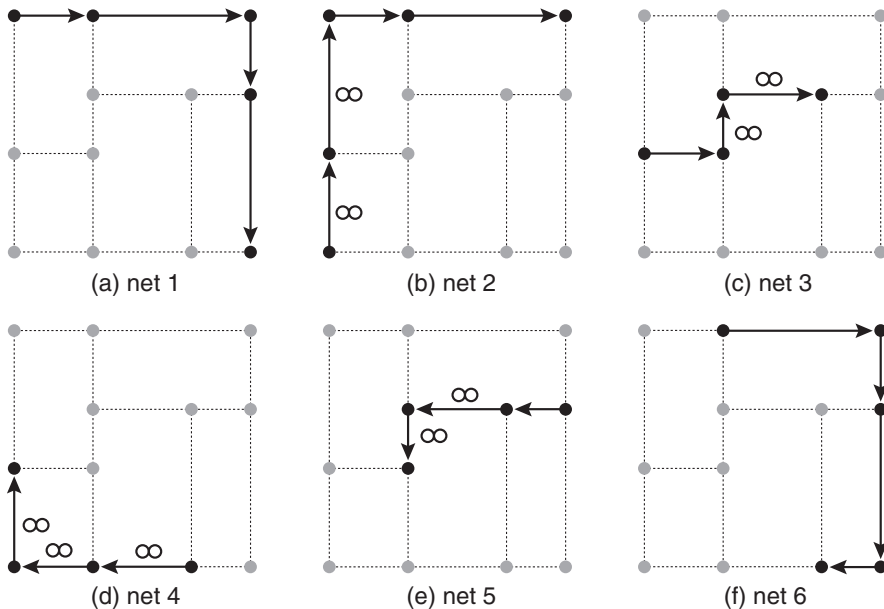 ∞
∞
∞
∞
(a) net 1
(b) net 2
(c) net 3
∞
∞
∞
∞
∞
(d) net 4
(e) net 5
(f) net 6